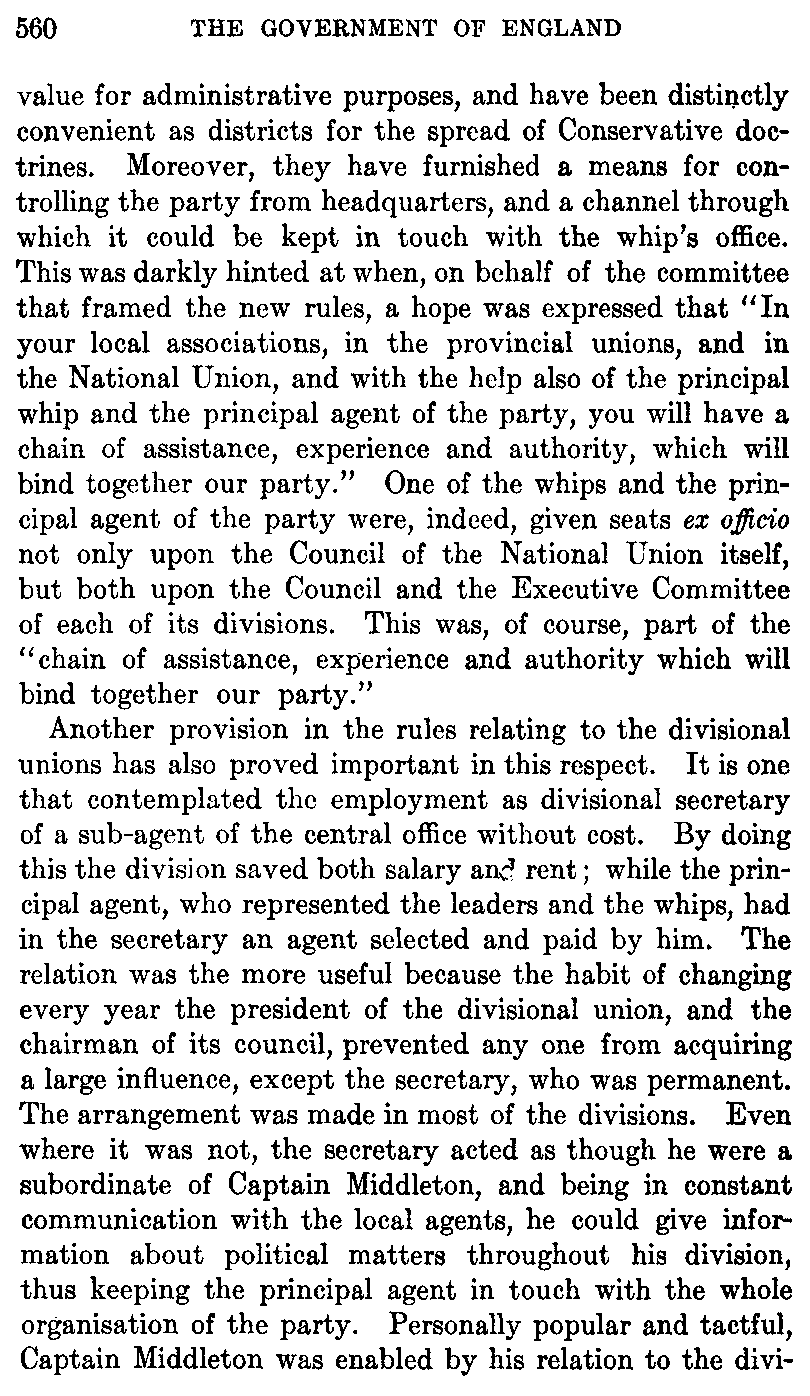 560 THE GOVERNMENT OF ENGLAND
value for administrative purposes, and have been distinctly
convenient as districts for the spread of Conservative doc-
trines. Moreover, they have furnished a means for con-
trolling the party from headquarters, and a channel through
which it could be kept in touch with the whip's office.
This was darkly hinted at when, on behalf of the committee
that framed the new rules, a hope was expressed that "In
your local associations, in the provincial unions, and in
the National Union, and with the help also of the principal
whip and the principal agent of the party, you will have a
chain of assistance, experience and authority, which will
bind together our party." One of the whips and the prin-
cipal agent of the party were, indeed, given seats ex officio
not only upon the Council of the National Union itself,
but both upon the Council and the Executive Committee
of each of its divisions. This was, of course, part of the
"chain of assistance, experience and authority which will
bind together our party."
Another provision in the rules relating to the divisional
unions has also proved important in this respect. It is one
that contemplated the employment as divisional secretary
of a sub-agent of the central office without cost. By doing
this the division saved both salary and rent; while the prin-
cipal agent, who represented the leaders and the whips, had
in the secretary an agent selected and paid by him. The
relation was the more useful because the habit of changing
every year the president of the divisional union, and the
chairman of its council, prevented any one from acquiring
a large influence, except the secretary, who was permanent.
The arrangement was made in most of the divisions. Even
where it was not, the secretary acted as though he were a
subordinate of Captain Middleton, and being in constant
communication with the local agents, he could give infor-
mation about political matters throughout his division,
thus keeping the principal agent in touch with the whole
organisation of the party. Personally popular and tactful,
Captain Middleton was enabled by his relation to the divi-